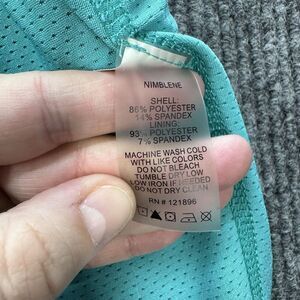 NIMBLENE
SHELL:
86% POLYESTER
14% SPANDEX
LINING:
93% POLYESTER
7% SPANDEX
MACHINE WASH COLD
WITH LIKE COLORS
DO NOT BLEACH
TUMBLE DRY LOW
LOW IRON IF NEEDED
DO NOT DRY CLEAN
RN # 121896